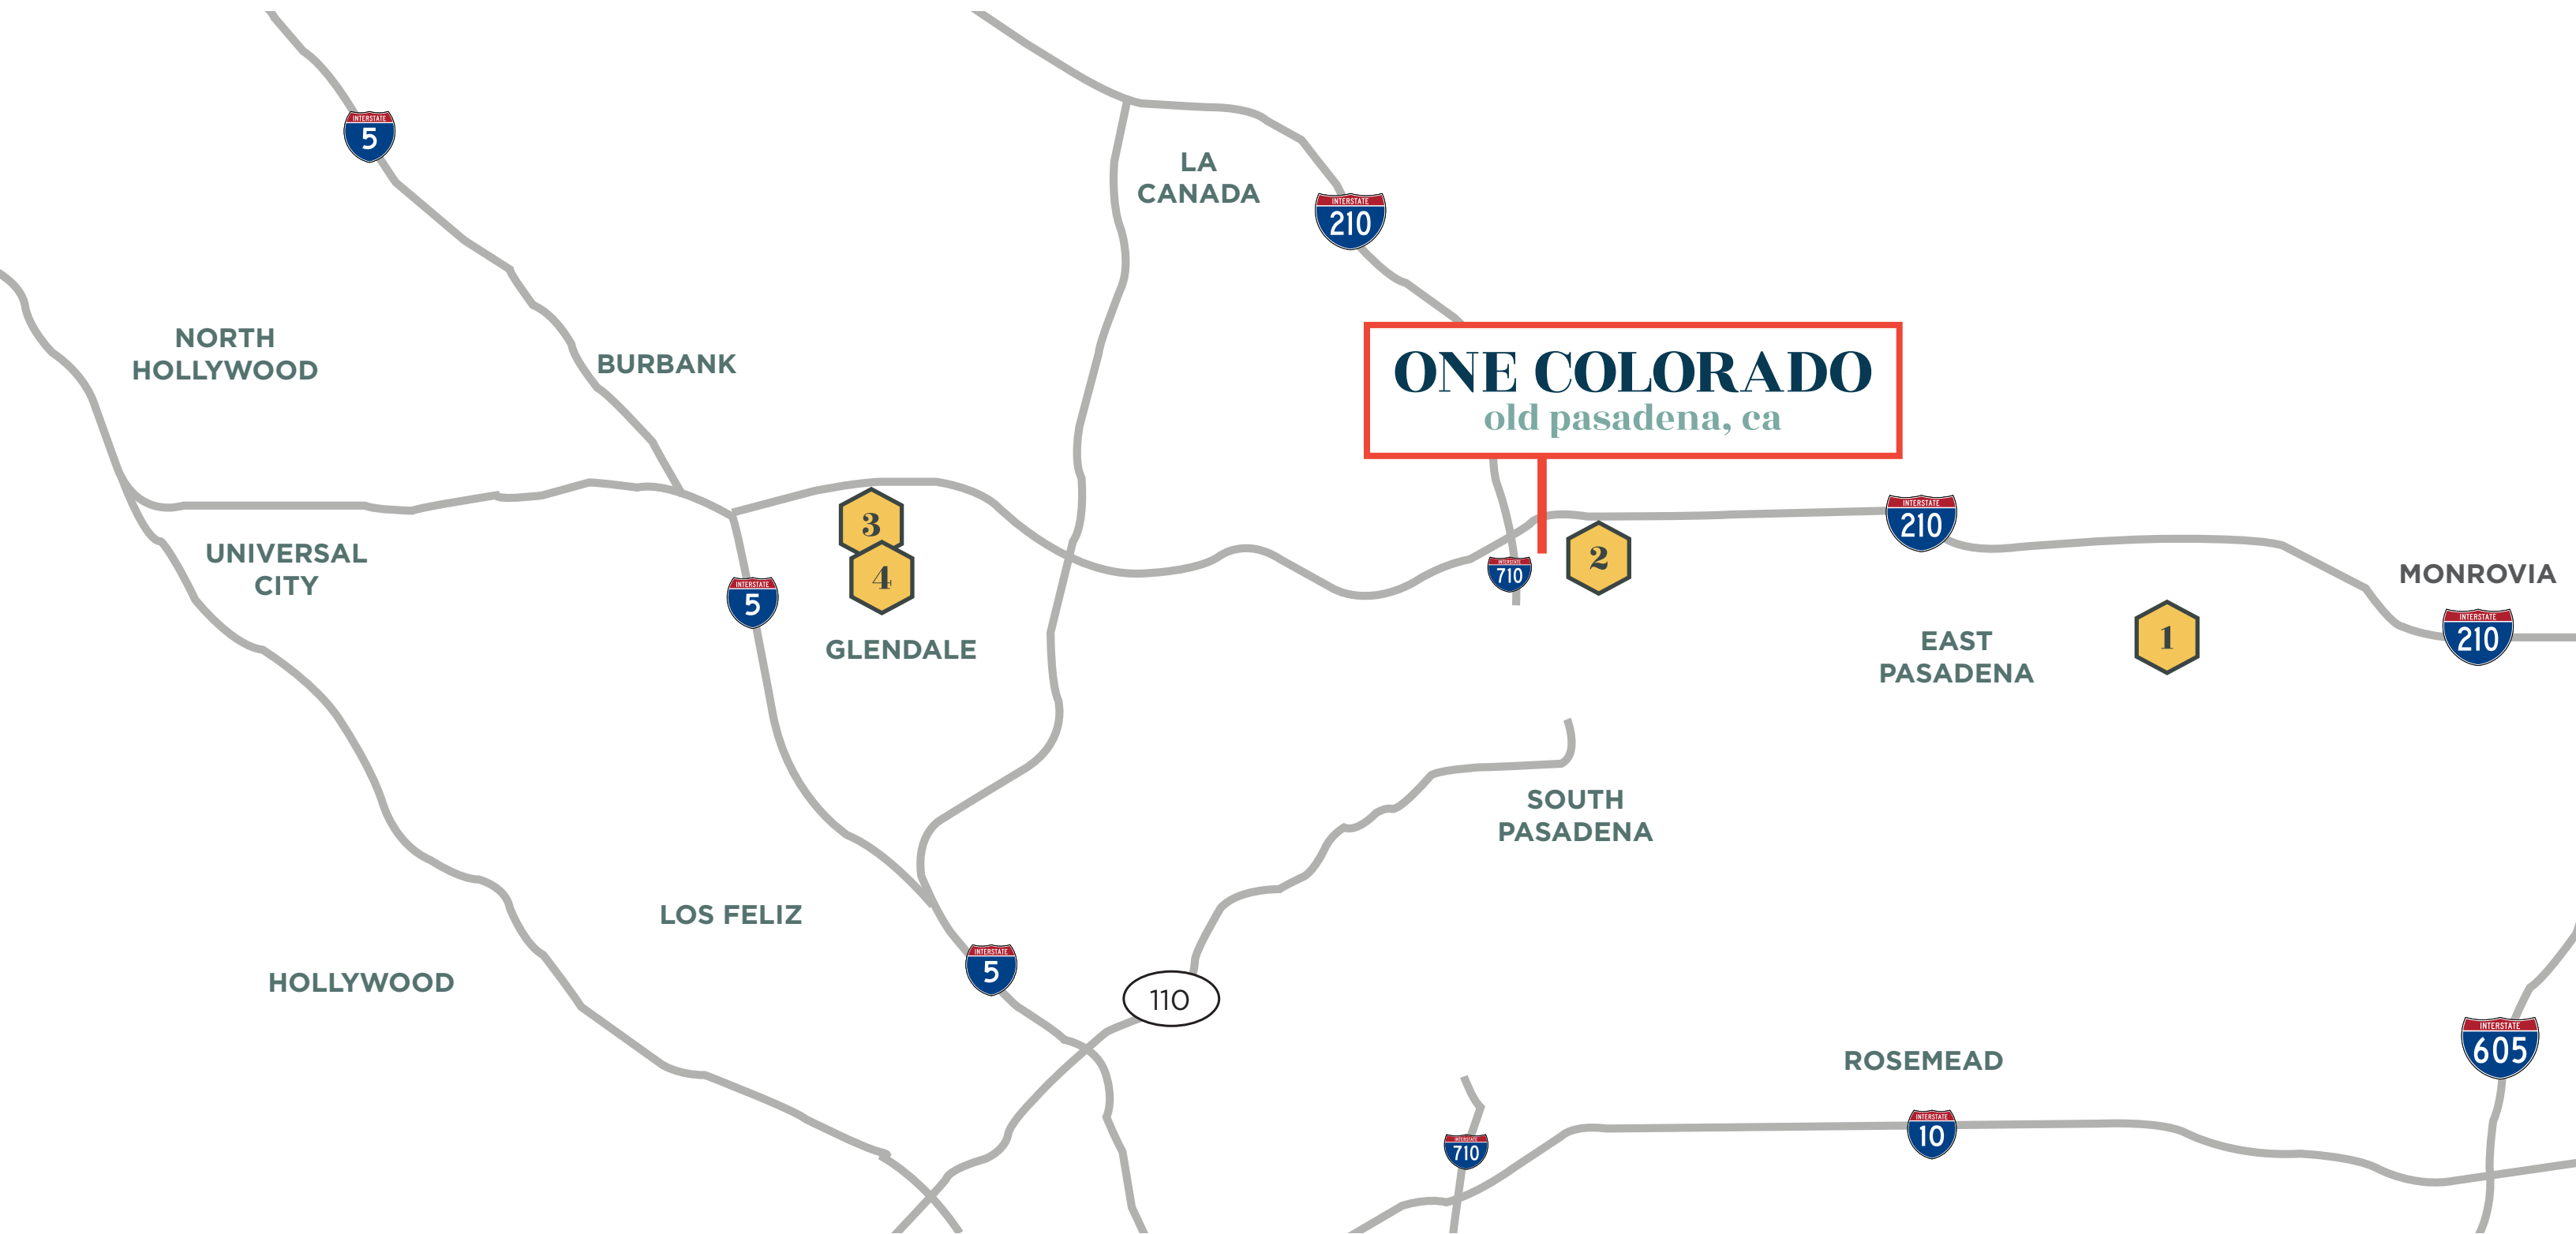 INTERSTATE
5
LA
CANADA
INTERSTATE
210
NORTH
HOLLYWOOD
BURBANK
ONE COLORADO
old pasadena, ca
3
4
INTERSTATE
210
2
INTERSTATE
710
UNIVERSAL
CITY
INTERSTATE
5
GLENDALE
MONROVIA
EAST
PASADENA
1
INTERSTATE
210
SOUTH
PASADENA
LOS FELIZ
HOLLYWOOD
INTERSTATE
5
110
ROSEMEAD
INTERSTATE
605
INTERSTATE
710
INTERSTATE
10